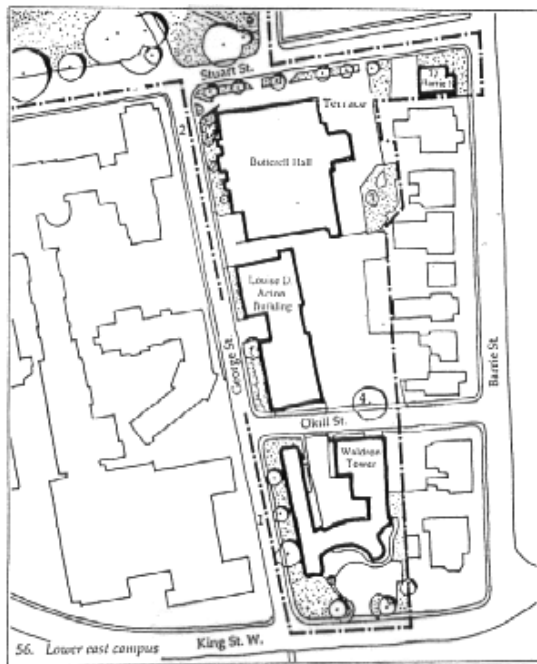 Stuart St.
Terrace
Botterell Hall
2.
Louise D.
Acton
Building
George St.
Barrie St.
4.
Okill St.
Waldron
Tower
56. Lower east campus
King St. W.